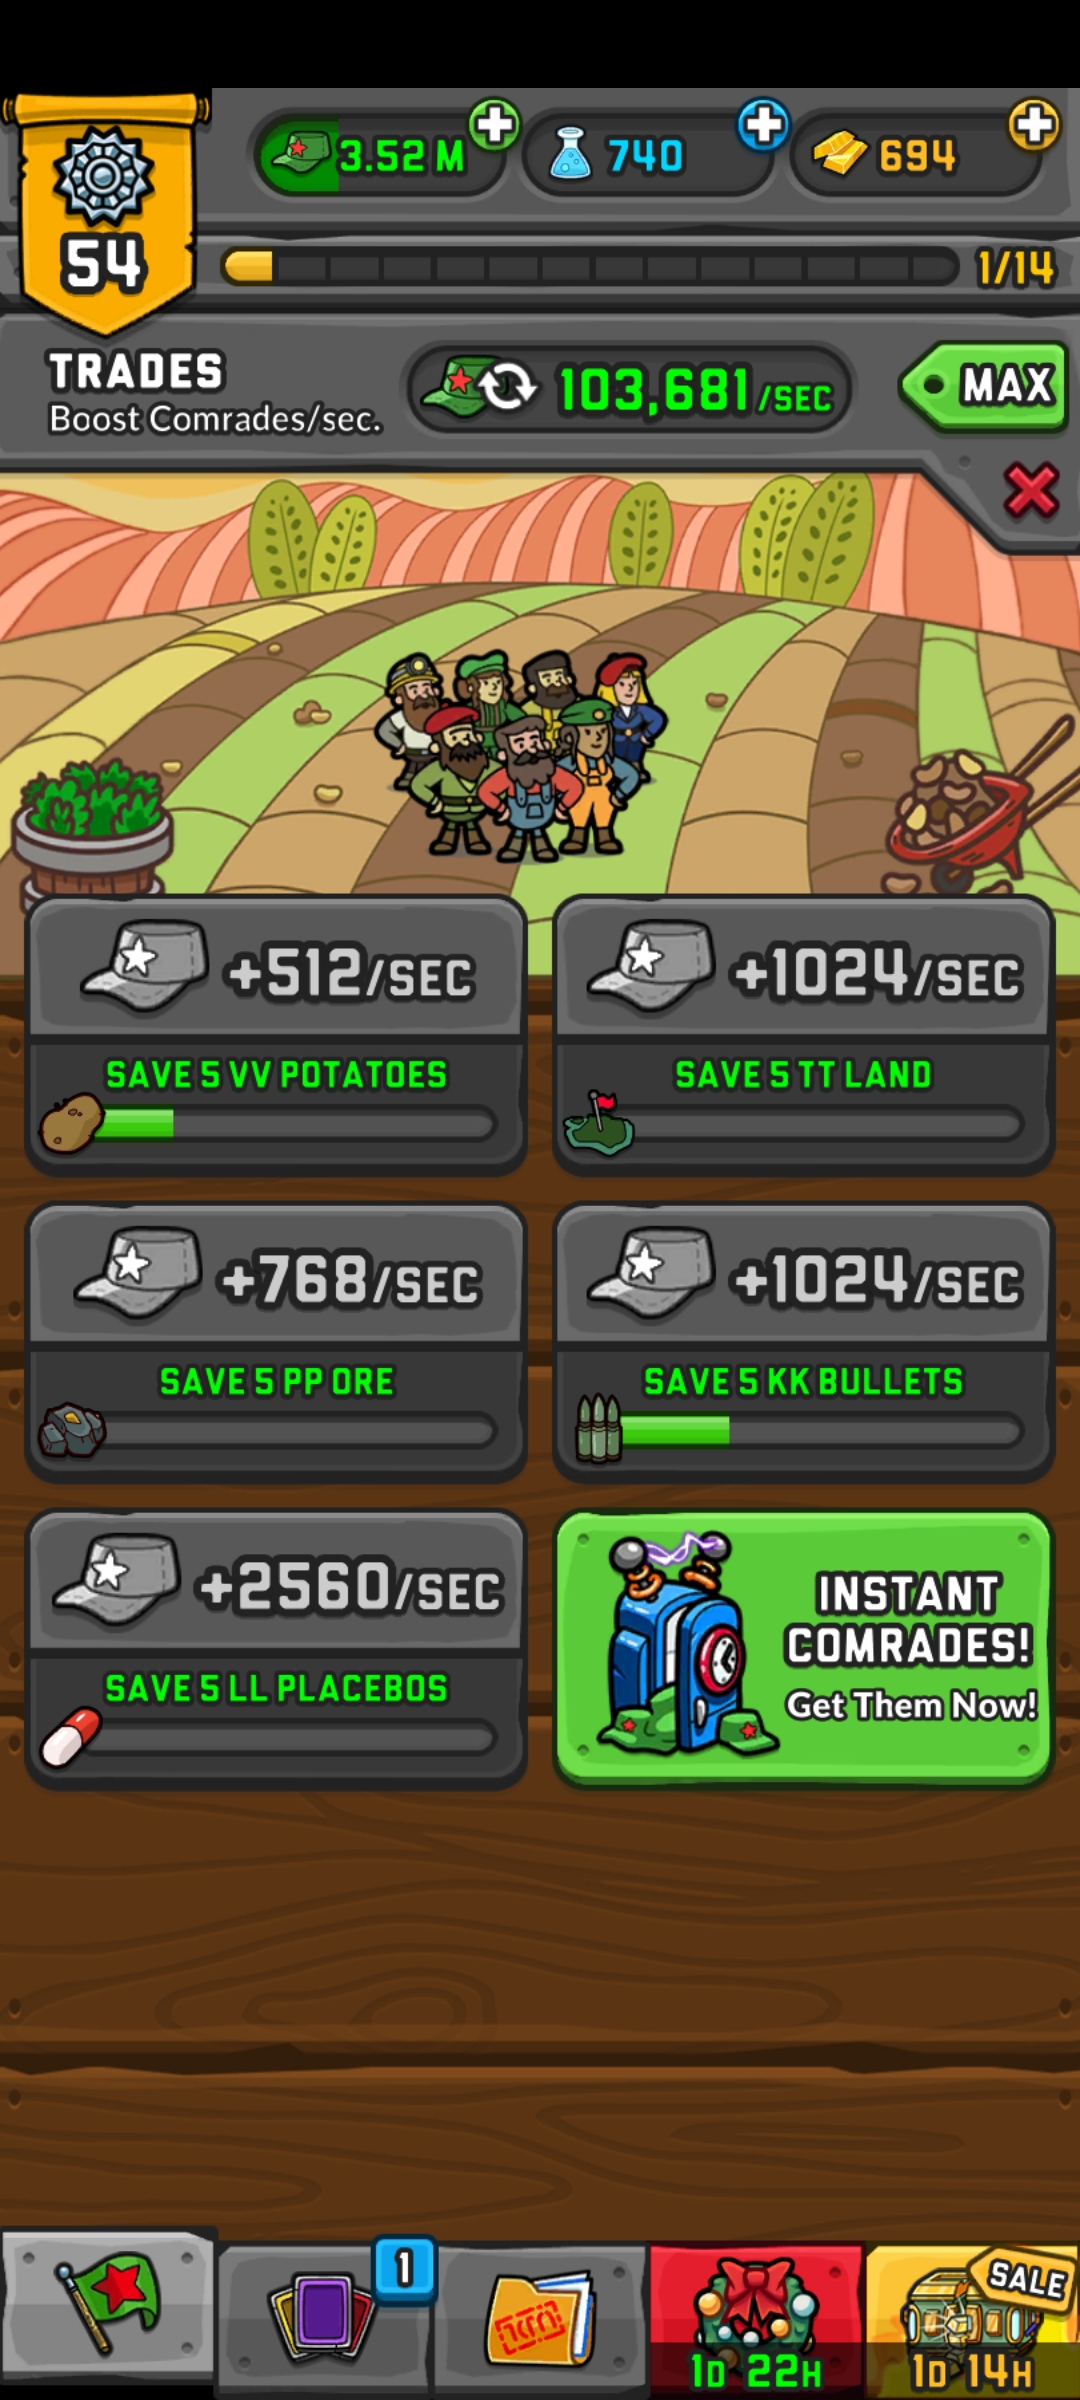 3.52 M
740
694
54
1/14
TRADES
Boost Comrades/sec.
103,681/SEC
MAX
+512/SEC
+1024/SEC
SAVE 5 VV POTATOES
SAVE 5 TT LAND
+768/SEC
+1024/SEC
SAVE 5 PP ORE
SAVE 5 KK BULLETS
+2560/SEC
SAVE 5 LL PLACEBOS
INSTANT
COMRADES!
Get Them Now!
1
SALE
1D 22H
1D 14H